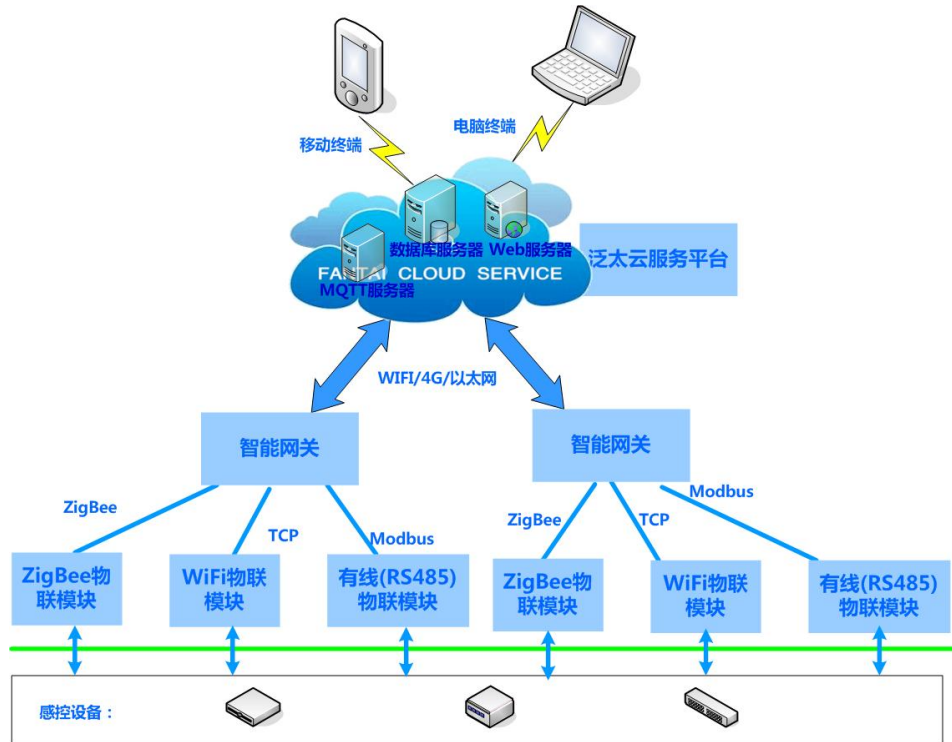 移动终端
电脑终端
数据库服务器 Web服务器
泛太云服务平台
FANTAI CLOUD SERVICE
MQTT服务器
WIFI/4G/以太网
智能网关
智能网关
ZigBee
TCP
Modbus
ZigBee
TCP
Modbus
ZigBee物
联模块
WiFi物联
模块
有线(RS485)
物联模块
ZigBee物
联模块
WiFi物联
模块
有线(RS485)
物联模块
感控设备：